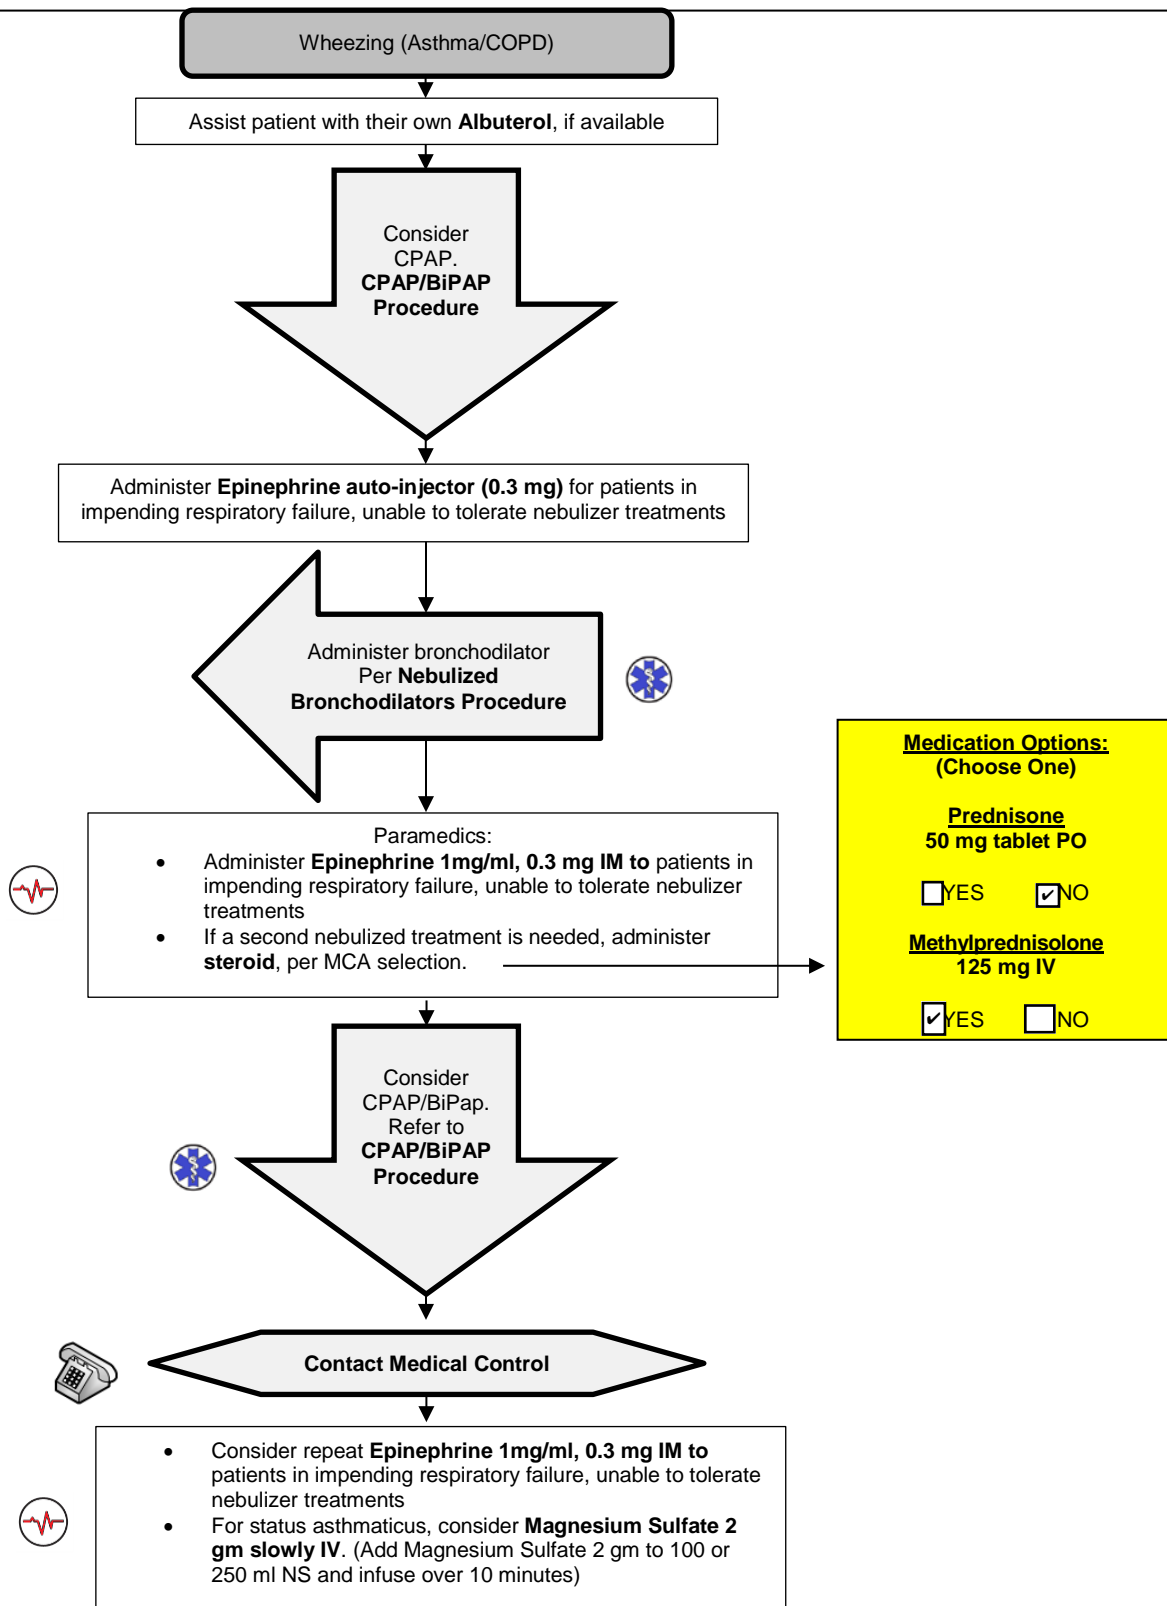 Wheezing (Asthma/COPD)
Assist patient with their own Albuterol, if available
Consider
CPAP.
CPAP/BiPAP
Procedure
Administer Epinephrine auto-injector (0.3 mg) for patients in
impending respiratory failure, unable to tolerate nebulizer treatments
Administer bronchodilator
Per Nebulized
Bronchodilators Procedure
Paramedics:
• Administer Epinephrine 1mg/ml, 0.3 mg IM to patients in
impending respiratory failure, unable to tolerate nebulizer
treatments
• If a second nebulized treatment is needed, administer
steroid, per MCA selection.
Medication Options:
(Choose One)
Prednisone
50 mg tablet PO
☐YES ☑NO
Methylprednisolone
125 mg IV
☑YES ☐NO
Consider
CPAP/BiPap.
Refer to
CPAP/BiPAP
Procedure
Contact Medical Control
• Consider repeat Epinephrine 1mg/ml, 0.3 mg IM to
patients in impending respiratory failure, unable to tolerate
nebulizer treatments
• For status asthmaticus, consider Magnesium Sulfate 2
gm slowly IV. (Add Magnesium Sulfate 2 gm to 100 or
250 ml NS and infuse over 10 minutes)